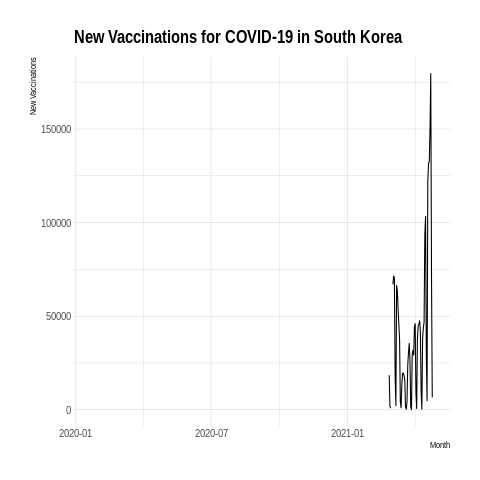 New Vaccinations for COVID-19 in South Korea
New Vaccinations
150000
100000
50000
0
2020-01 2020-07 2021-01
Month